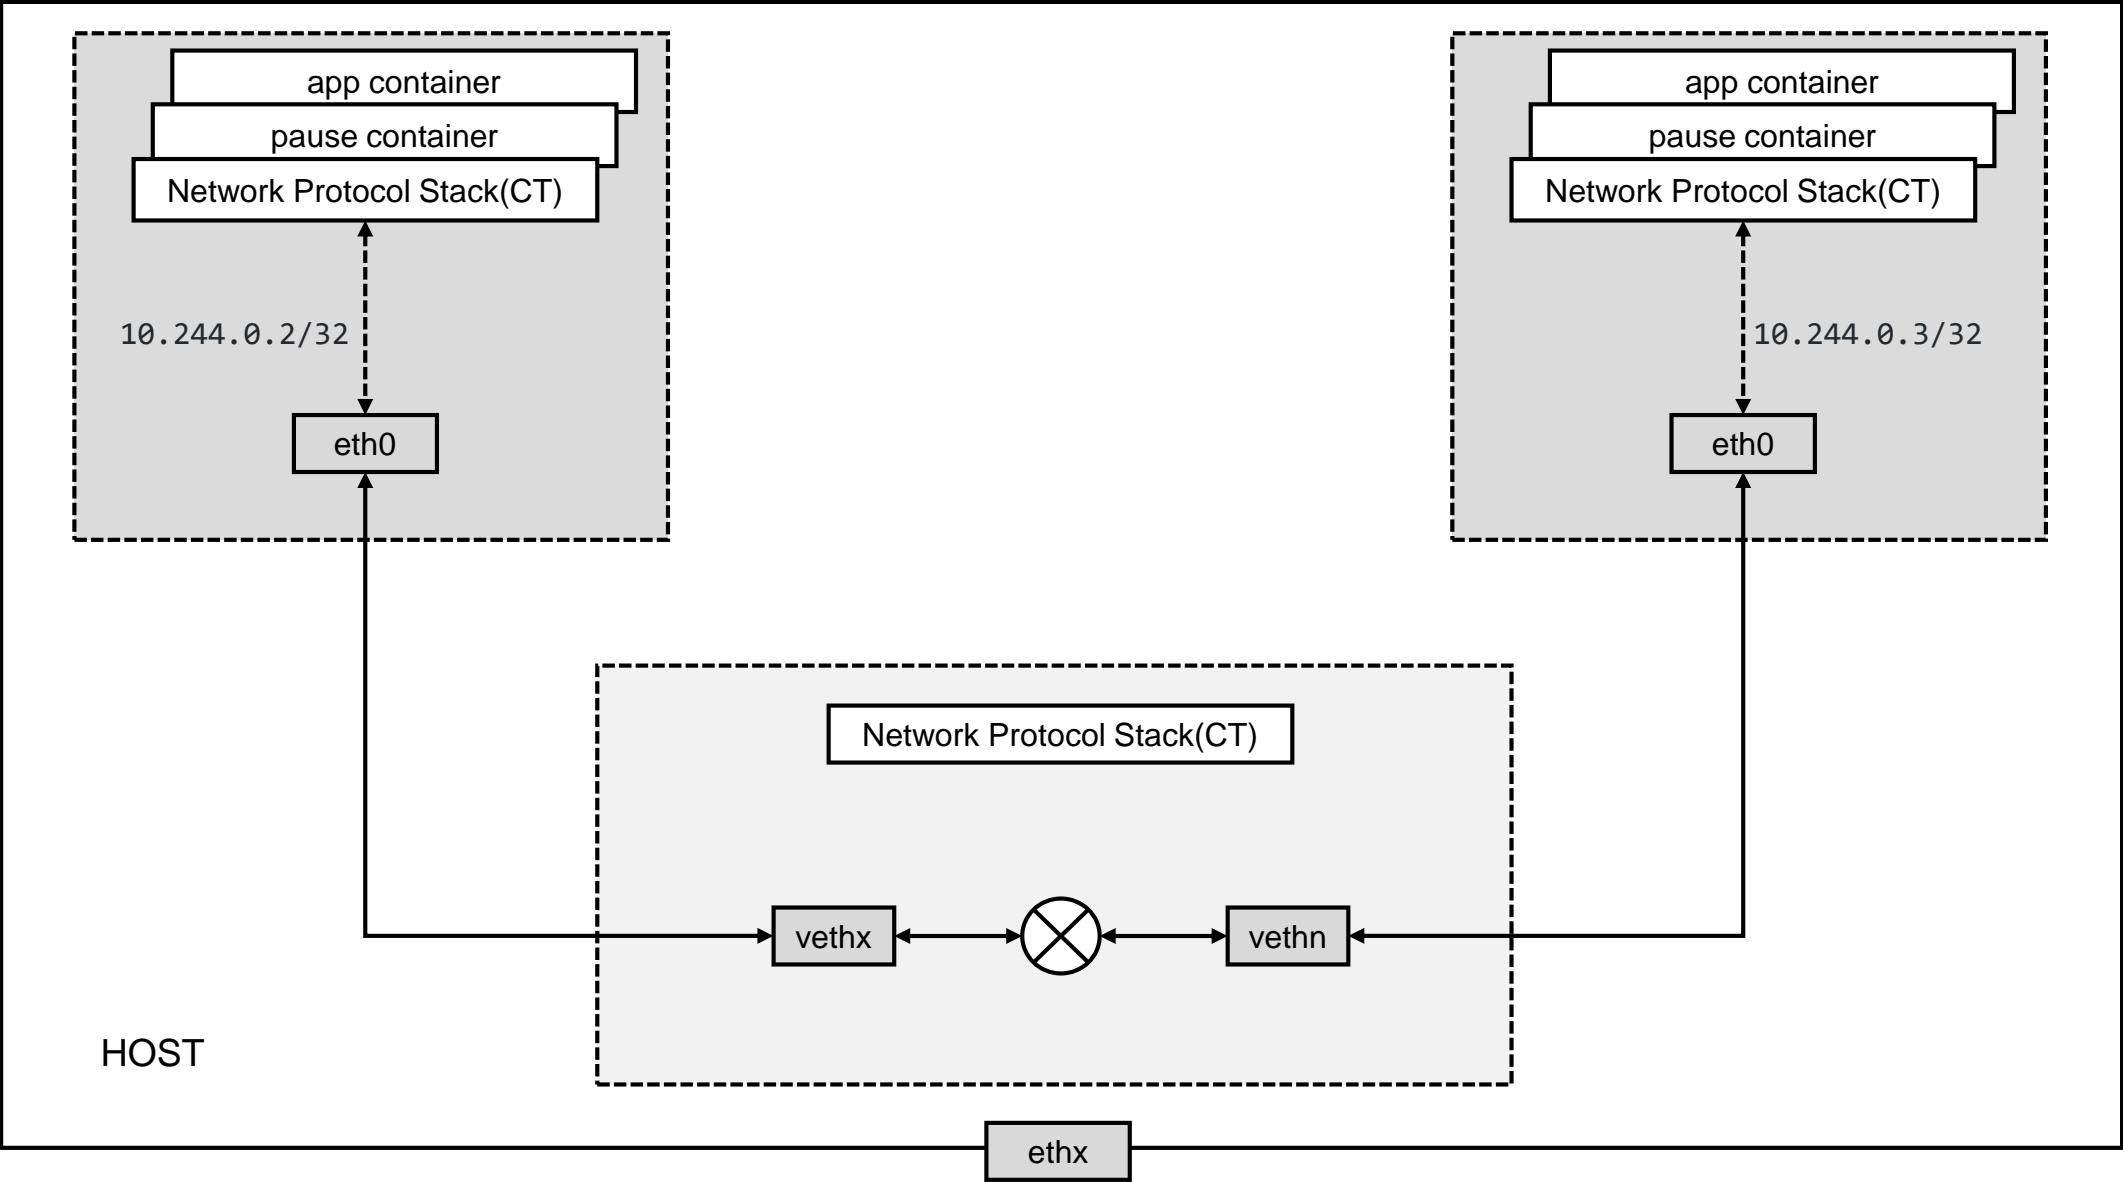 app container
pause container
Network Protocol Stack(CT)
10.244.0.2/32
eth0
app container
pause container
Network Protocol Stack(CT)
10.244.0.3/32
eth0
Network Protocol Stack(CT)
vethx
vethn
HOST
ethx